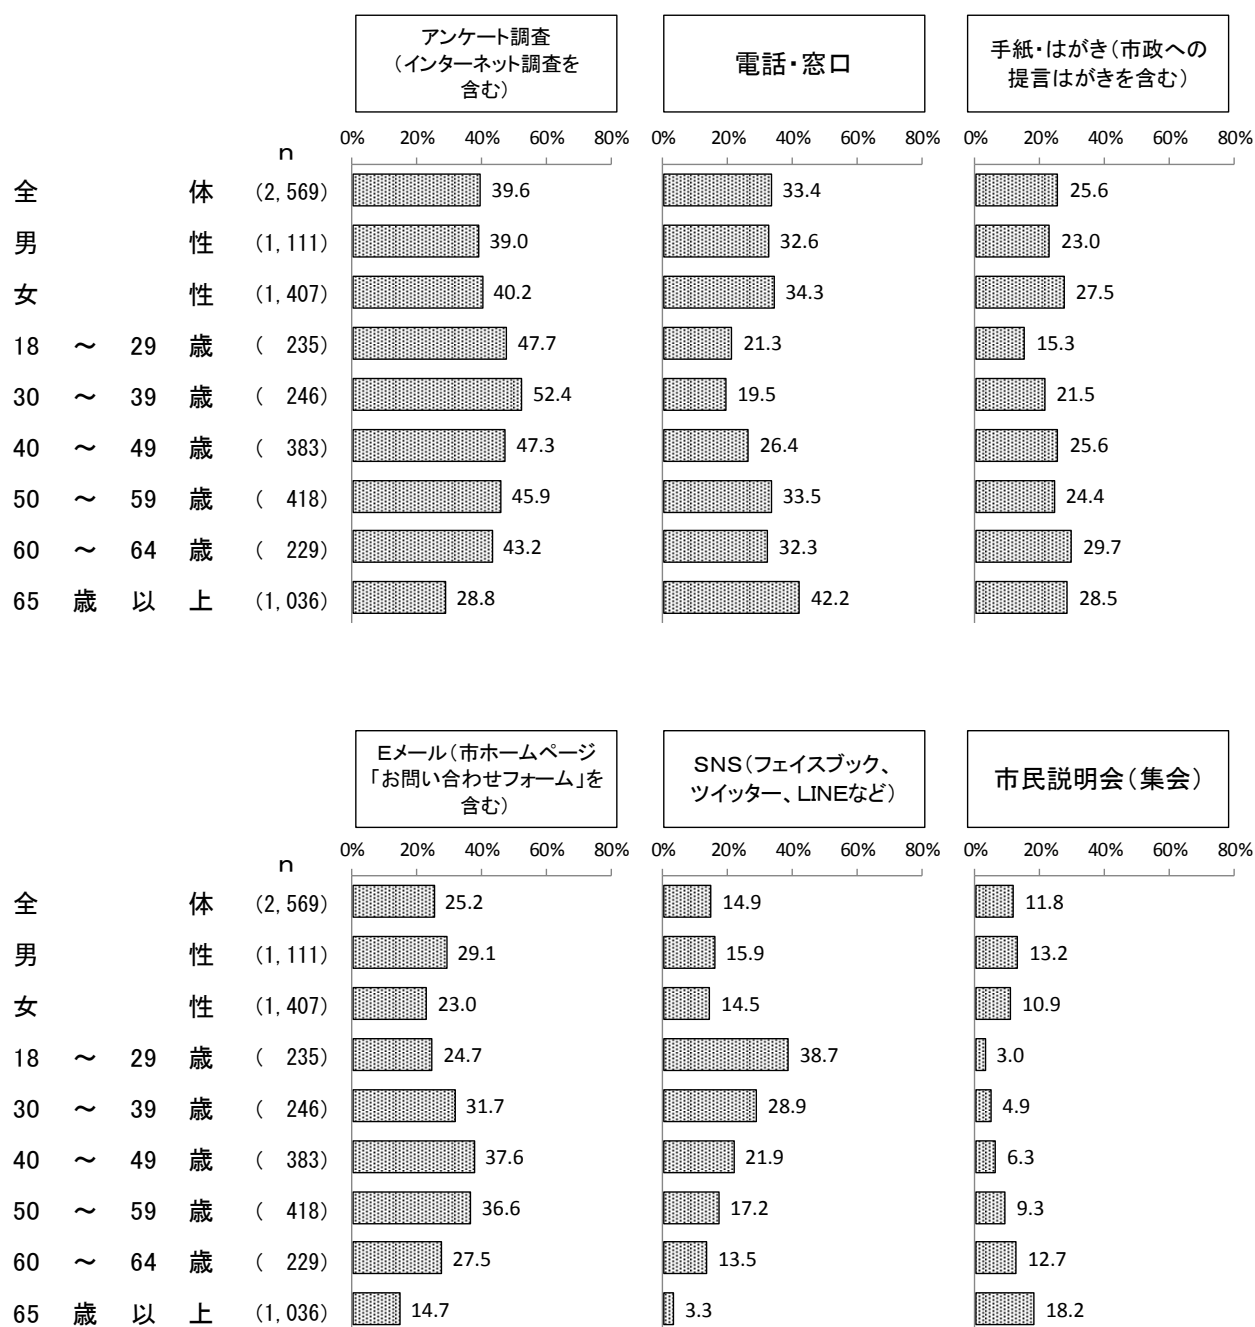 アンケート調査
（インターネット調査を
含む）
電話・窓口
手紙・はがき（市政への
提言はがきを含む）
0% 20% 40% 60% 80% 0% 20% 40% 60% 80% 0% 20% 40% 60% 80%
n
全体 (2,569) 39.6 33.4 25.6
男性 (1,111) 39.0 32.6 23.0
女性 (1,407) 40.2 34.3 27.5
18 ～ 29 歳 ( 235) 47.7 21.3 15.3
30 ～ 39 歳 ( 246) 52.4 19.5 21.5
40 ～ 49 歳 ( 383) 47.3 26.4 25.6
50 ～ 59 歳 ( 418) 45.9 33.5 24.4
60 ～ 64 歳 ( 229) 43.2 32.3 29.7
65 歳 以 上 (1,036) 28.8 42.2 28.5
Eメール（市ホームページ
「お問い合わせフォーム」を
含む）
SNS（フェイスブック、
ツイッター、LINEなど）
市民説明会（集会）
0% 20% 40% 60% 80% 0% 20% 40% 60% 80% 0% 20% 40% 60% 80%
n
全体 (2,569) 25.2 14.9 11.8
男性 (1,111) 29.1 15.9 13.2
女性 (1,407) 23.0 14.5 10.9
18 ～ 29 歳 ( 235) 24.7 38.7 3.0
30 ～ 39 歳 ( 246) 31.7 28.9 4.9
40 ～ 49 歳 ( 383) 37.6 21.9 6.3
50 ～ 59 歳 ( 418) 36.6 17.2 9.3
60 ～ 64 歳 ( 229) 27.5 13.5 12.7
65 歳 以 上 (1,036) 14.7 3.3 18.2